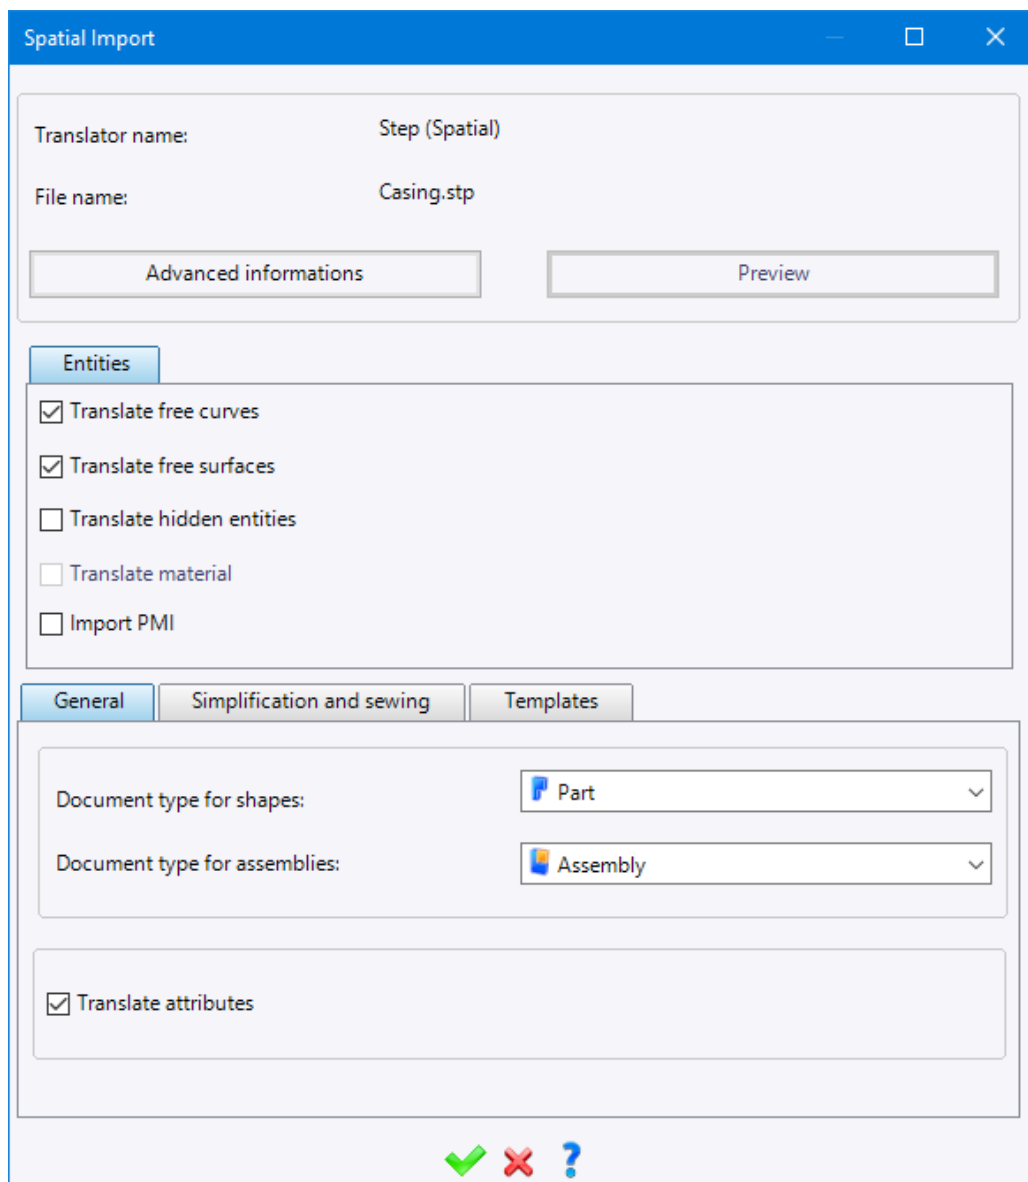 Spatial Import
Translator name: Step (Spatial)
File name: Casing.stp
Advanced informations Preview
Entities
Translate free curves
Translate free surfaces
Translate hidden entities
Translate material
Import PMI
General Simplification and sewing Templates
Document type for shapes: Part
Document type for assemblies: Assembly
Translate attributes